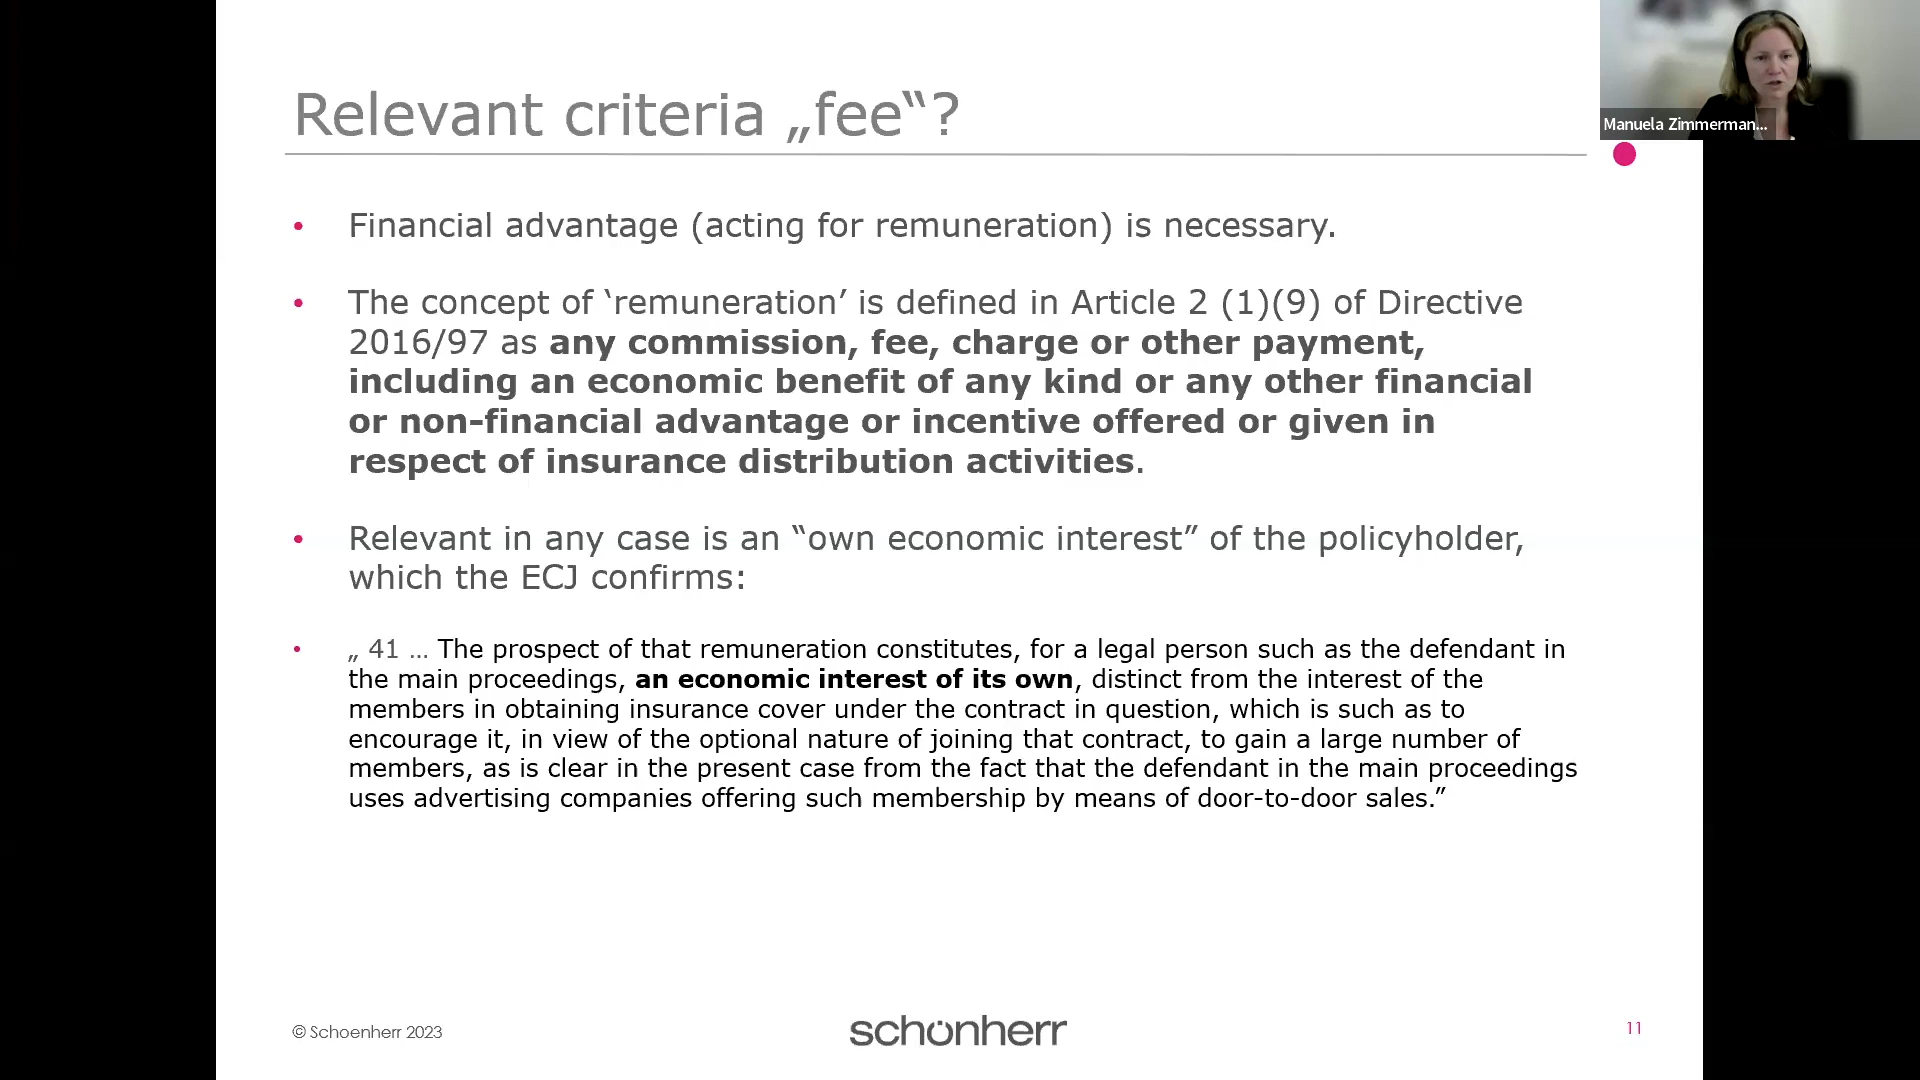 Manuela Zimmerman...
Relevant criteria „fee“?
• Financial advantage (acting for remuneration) is necessary.
• The concept of ‘remuneration’ is defined in Article 2 (1)(9) of Directive
2016/97 as any commission, fee, charge or other payment,
including an economic benefit of any kind or any other financial
or non-financial advantage or incentive offered or given in
respect of insurance distribution activities.
• Relevant in any case is an “own economic interest” of the policyholder,
which the ECJ confirms:
• „ 41 … The prospect of that remuneration constitutes, for a legal person such as the defendant in
the main proceedings, an economic interest of its own, distinct from the interest of the
members in obtaining insurance cover under the contract in question, which is such as to
encourage it, in view of the optional nature of joining that contract, to gain a large number of
members, as is clear in the present case from the fact that the defendant in the main proceedings
uses advertising companies offering such membership by means of door-to-door sales.”
© Schoenherr 2023
schönherr
11